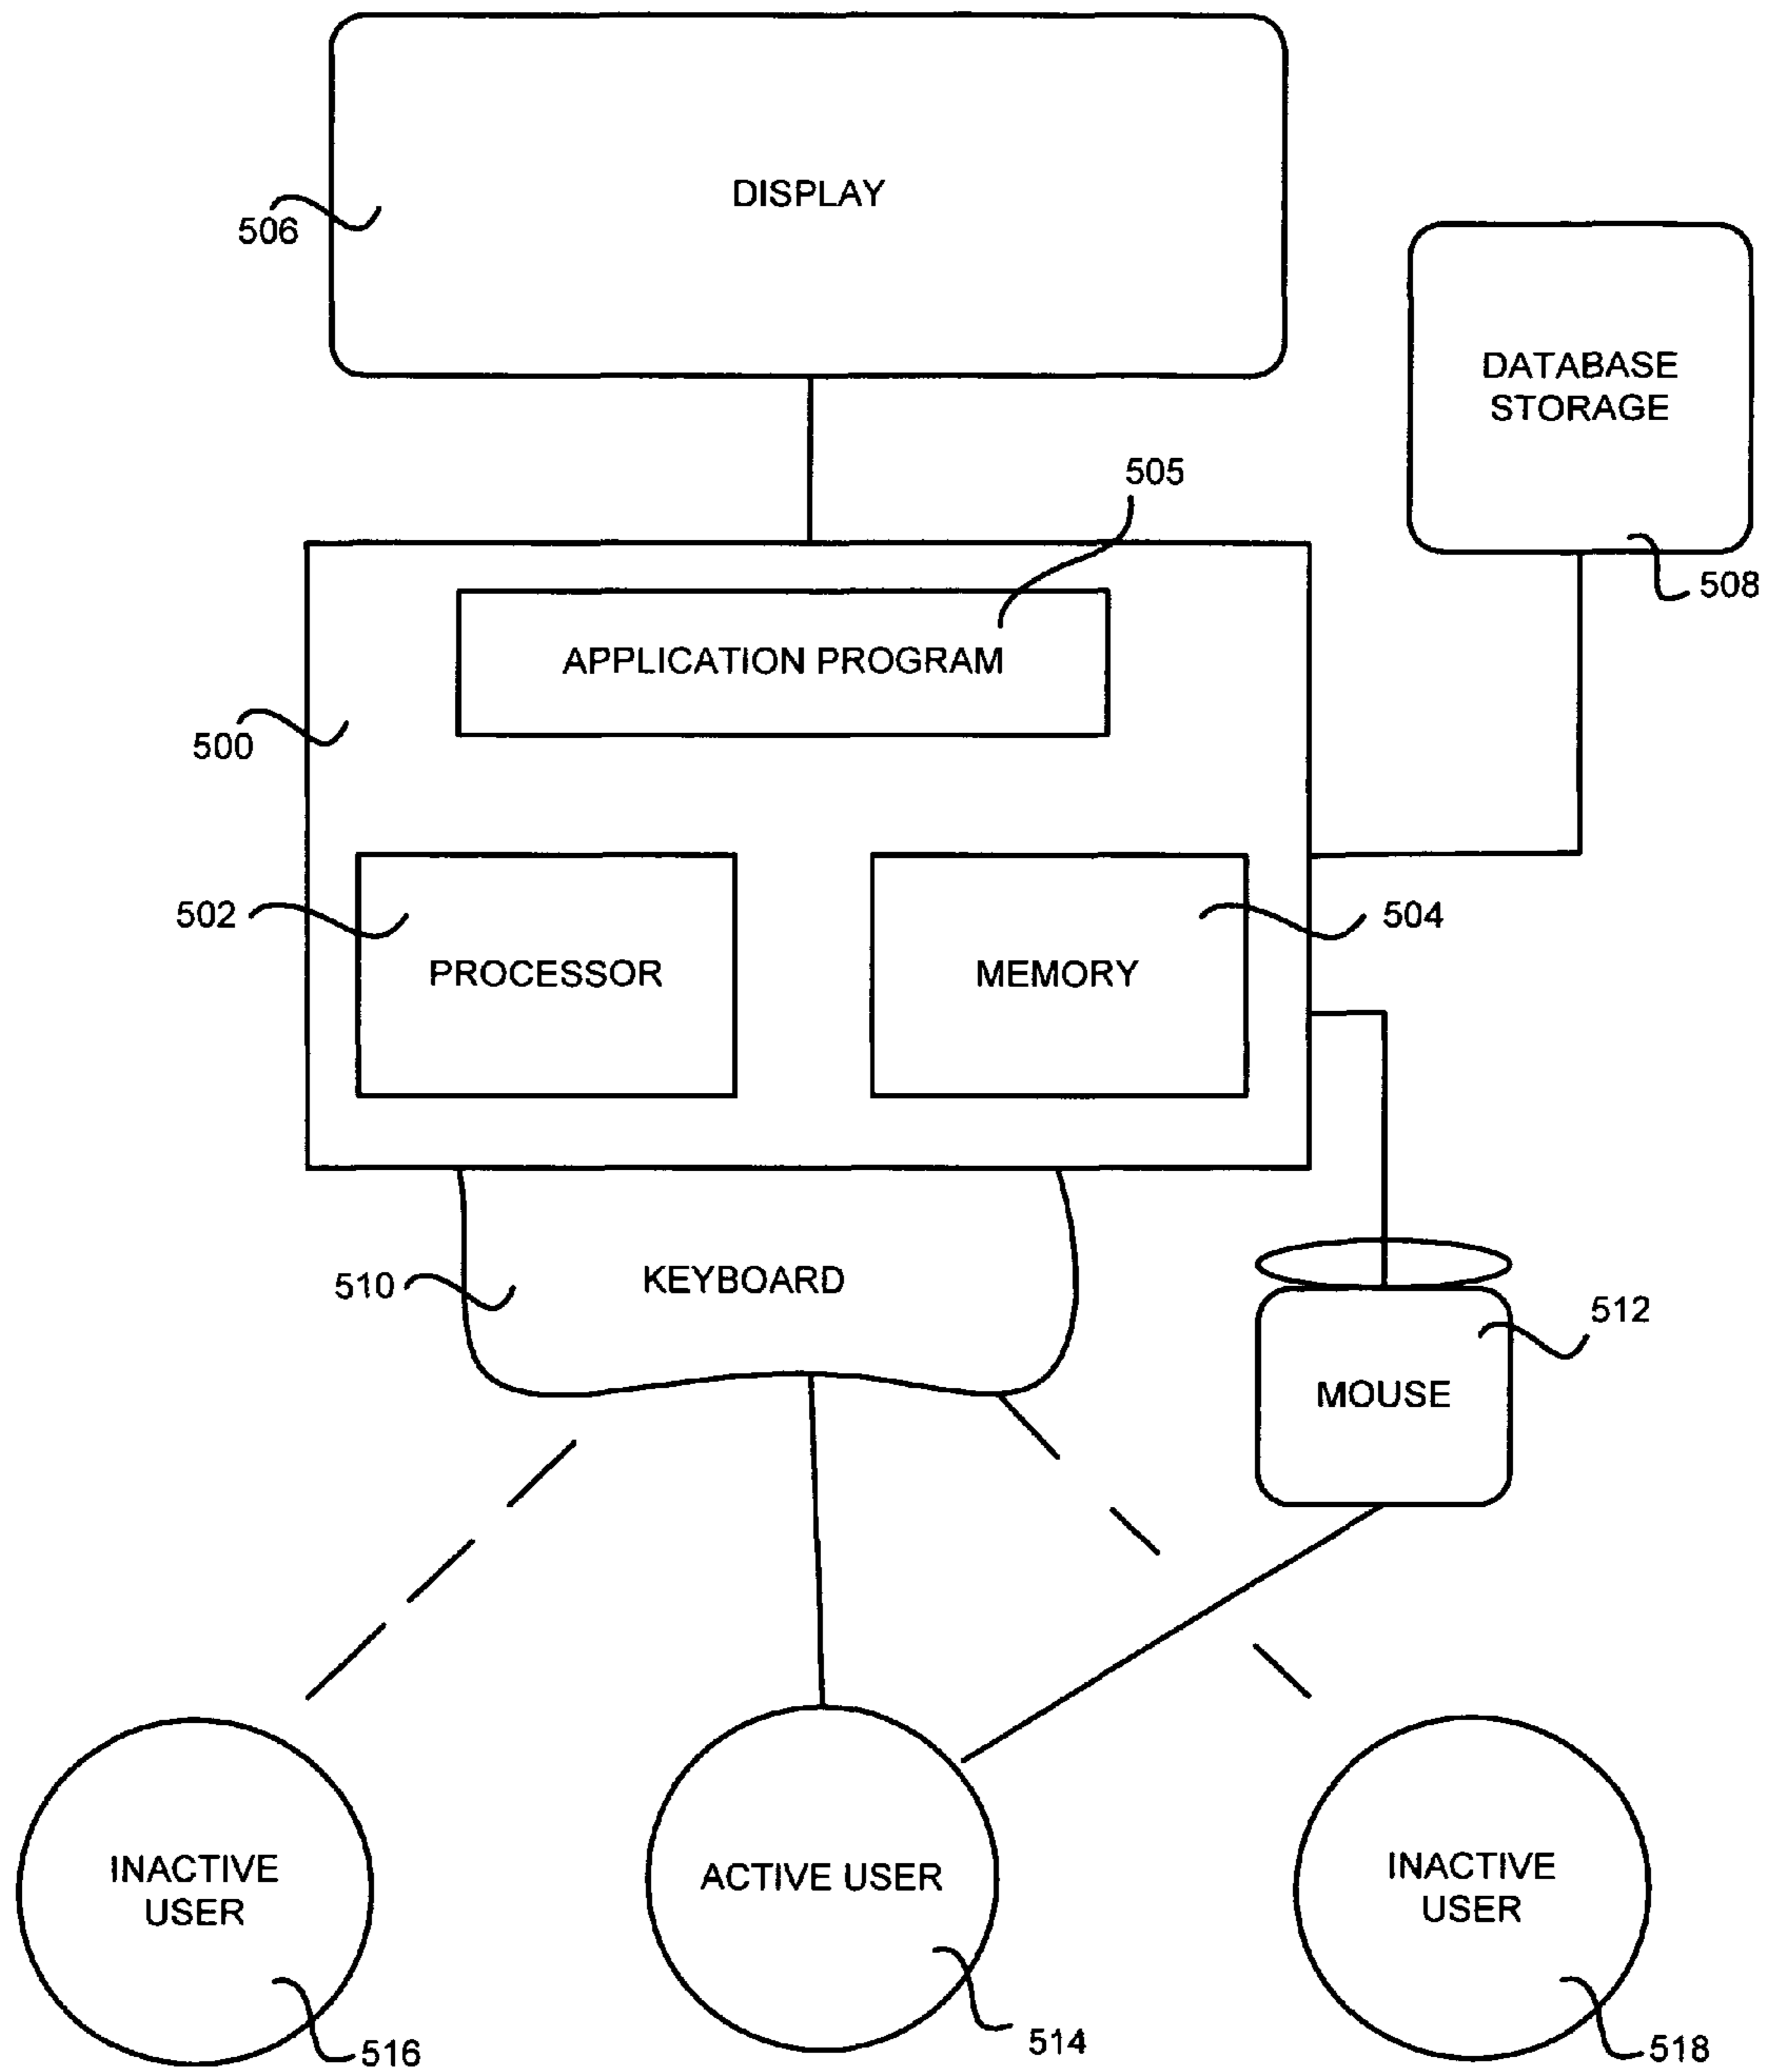 DISPLAY
506
DATABASE
STORAGE
505
508
APPLICATION PROGRAM
500
502
504
PROCESSOR
MEMORY
510
KEYBOARD
512
MOUSE
INACTIVE
USER
ACTIVE USER
INACTIVE
USER
516
514
518